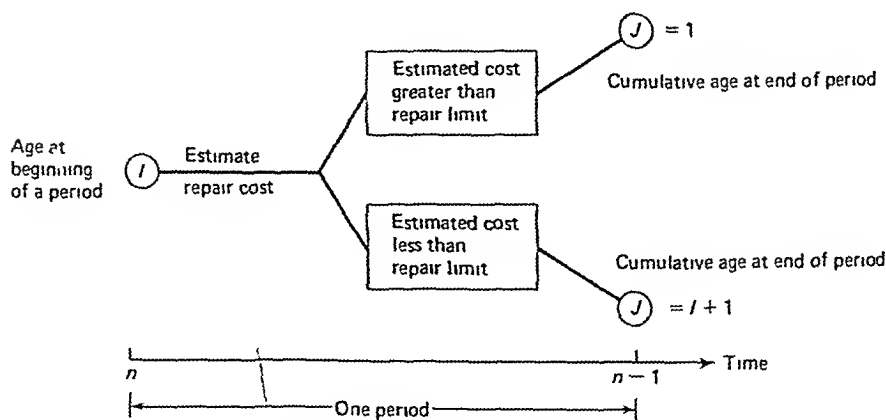 J = 1
Estimated cost
greater than
repair limit
Cumulative age at end of period
Age at
beginning
of a period
I
Estimate
repair cost
Estimated cost
less than
repair limit
Cumulative age at end of period
J = I + 1
n
n − 1
Time
One period